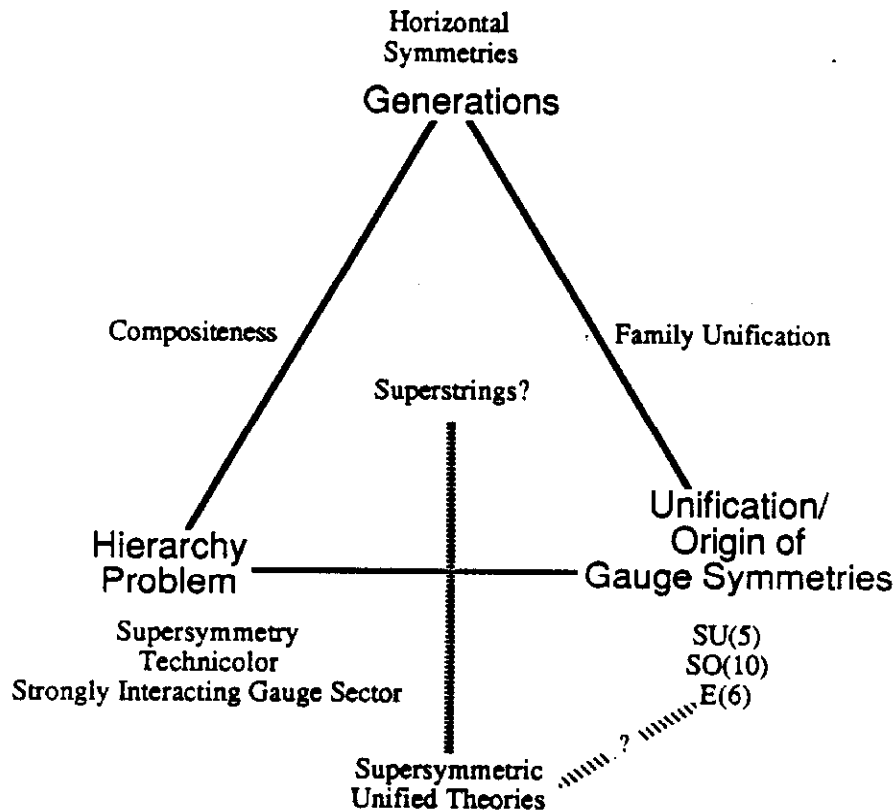 Horizontal
Symmetries
Generations
Compositeness
Family Unification
Superstrings?
Hierarchy
Problem
Unification/
Origin of
Gauge Symmetries
Supersymmetry
Technicolor
Strongly Interacting Gauge Sector
SU(5)
SO(10)
E(6)
?
Supersymmetric
Unified Theories